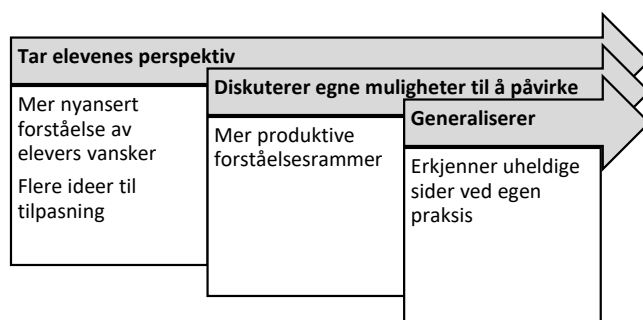 Tar elevenes perspektiv
Mer nyansert
forståelse av
elevers vansker
Flere ideer til
tilpasning
Diskuterer egne muligheter til å påvirke
Mer produktive
forståelsesrammer
Generaliserer
Erkjenner uheldige
sider ved egen
praksis